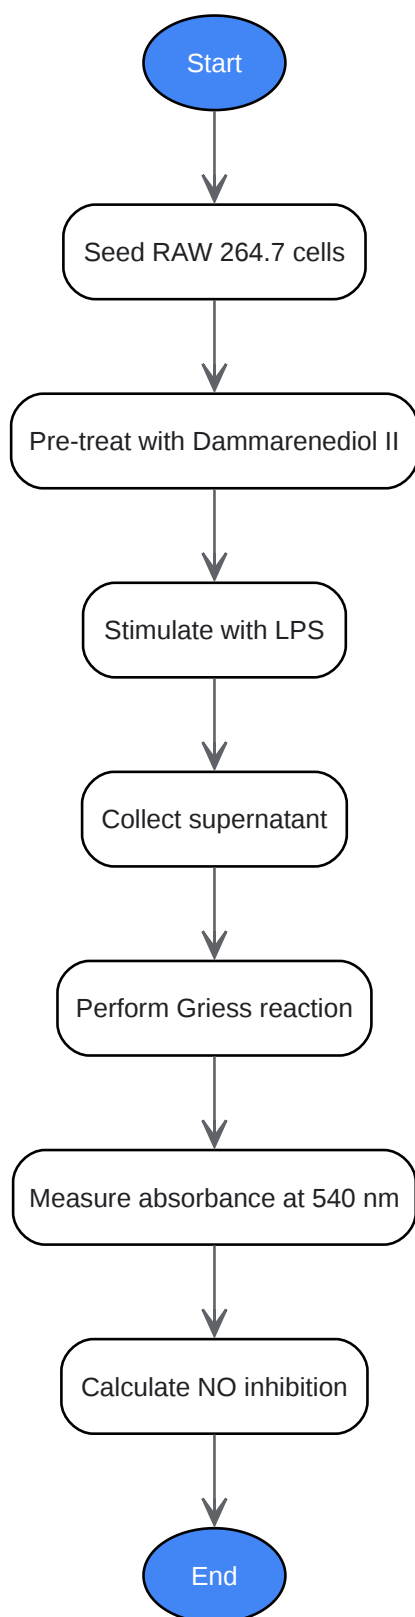 Start
Seed RAW 264.7 cells
Pre-treat with Dammarenediol II
Stimulate with LPS
Collect supernatant
Perform Griess reaction
Measure absorbance at 540 nm
Calculate NO inhibition
End